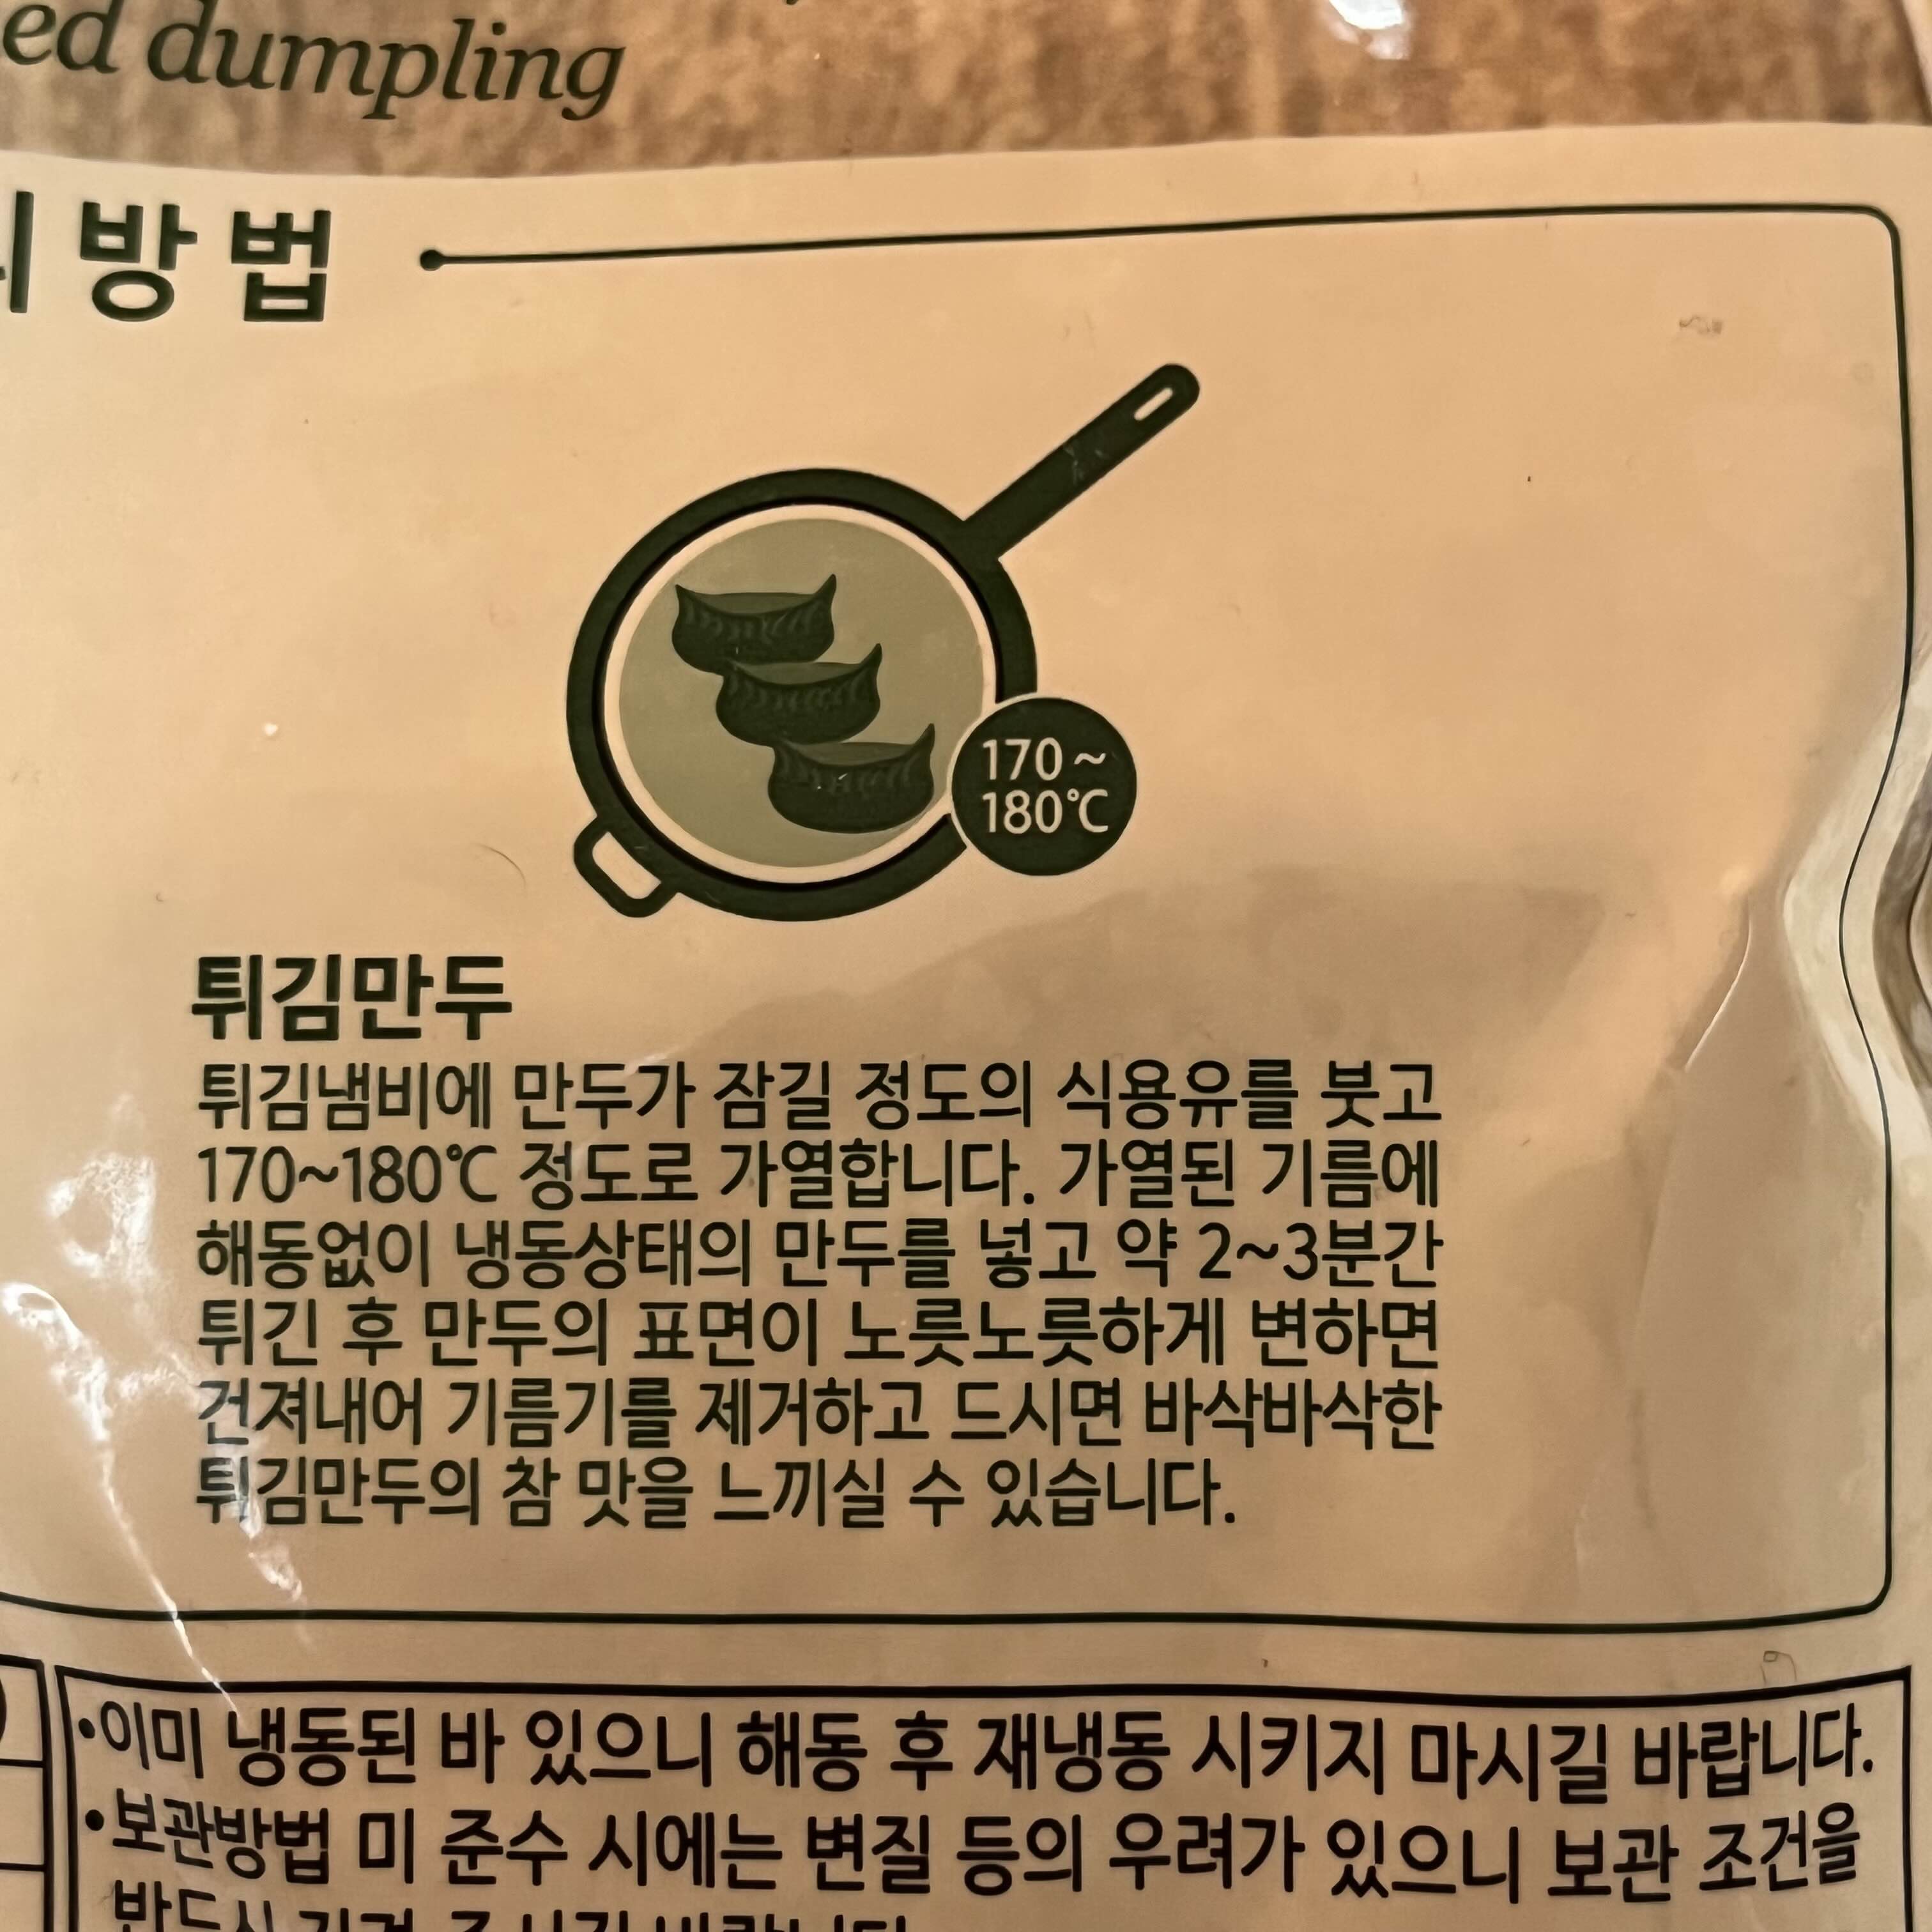 dumpling
방법
170~
180℃
튀김만두
튀김냄비에 만두가 잠길 정도의 식용유를 붓고
170~180℃ 정도로 가열합니다. 가열된 기름에
해동없이 냉동상태의 만두를 넣고 약 2~3분간
튀긴 후 만두의 표면이 노릇노릇하게 변하면
건져내어 기름기를 제거하고 드시면 바삭바삭한
튀김만두의 참 맛을 느끼실 수 있습니다.
•이미 냉동된 바 있으니 해동 후 재냉동 시키지 마시길 바랍니다.
•보관방법 미 준수 시에는 변질 등의 우려가 있으니 보관 조건을